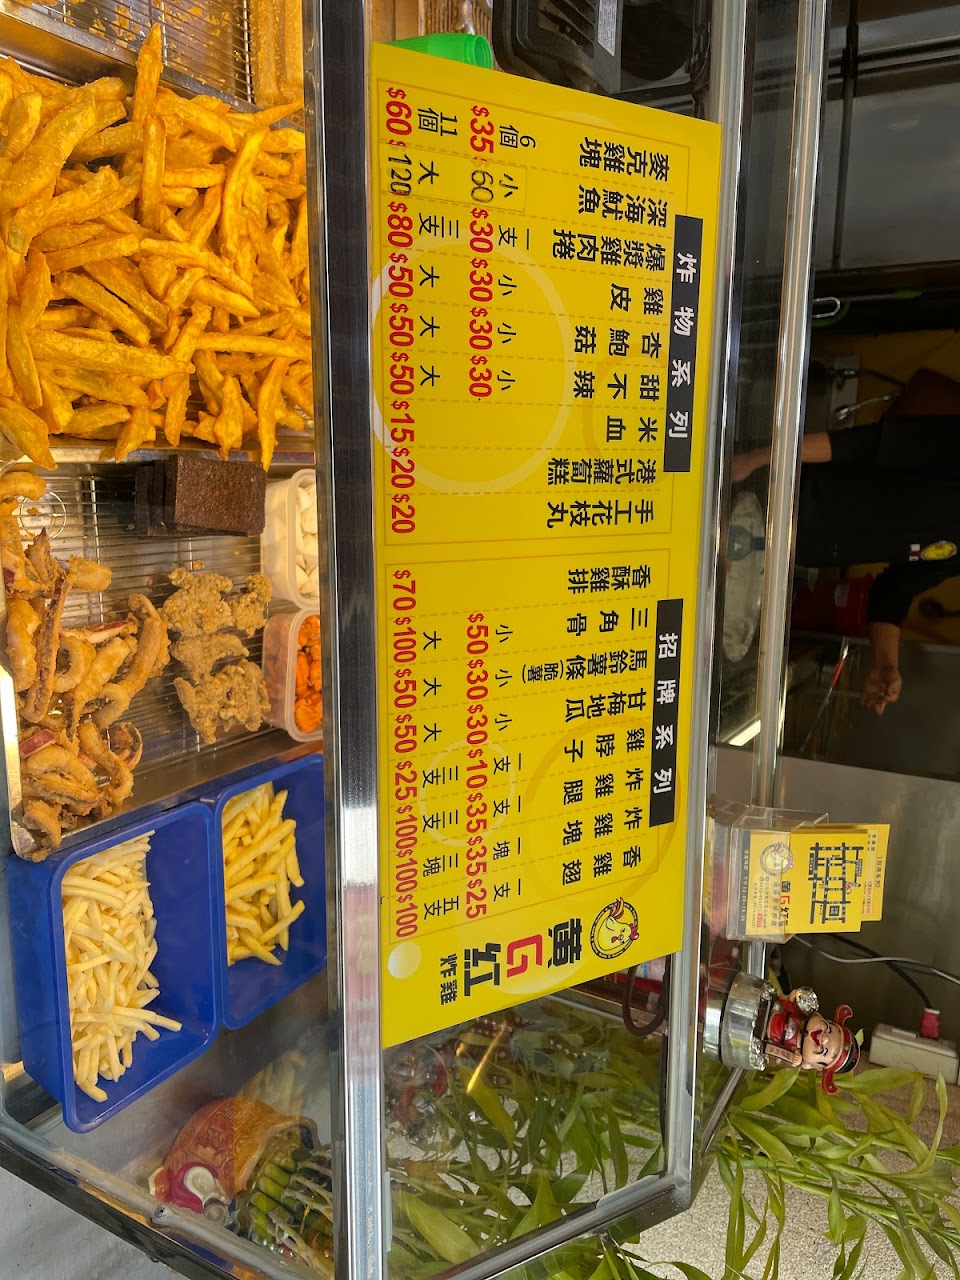 炸物系列
麥克雞塊
6個
$35
11個
$60
深海魷魚
小
$60
大
$120
爆漿雞肉捲
一支
$30
三支
$80
雞皮
小
$30
大
$50
杏鮑菇
小
$30
大
$50
甜不辣
小
$30
大
$50
米血
$15
港式蘿蔔糕
$20
手工花枝丸
$20
招牌系列
香酥雞排
$70
三角骨
小
$50
大
$100
馬鈴薯條
脆薯
小
$30
大
$50
甘梅地瓜
小
$30
大
$50
雞脖子
一支
$10
三支
$25
炸雞腿
一支
$35
三支
$100
炸雞塊
一塊
$35
三塊
$100
香雞翅
一支
$25
五支
$100
黃G紅
炸雞
黃G紅